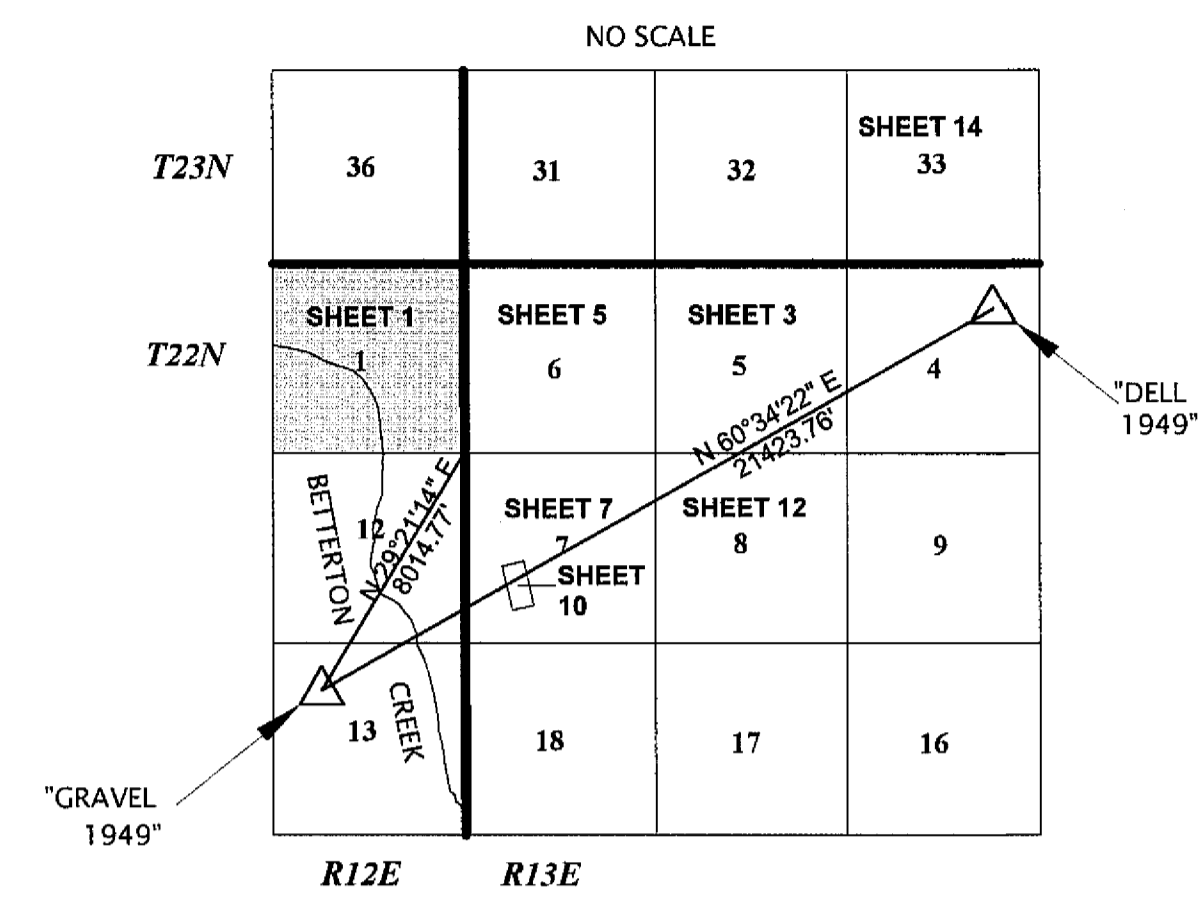 NO SCALE
SHEET 14
T23N
36
31
32
33
SHEET 1
SHEET 5
SHEET 3
T22N
1
6
5
4
"DELL
1949"
N 60°34'22" E
21423.76'
N 29°21'14" E
8014.77'
BETTERTON
12
SHEET 7
7
SHEET 12
8
9
SHEET
10
CREEK
13
18
17
16
"GRAVEL
1949"
R12E
R13E